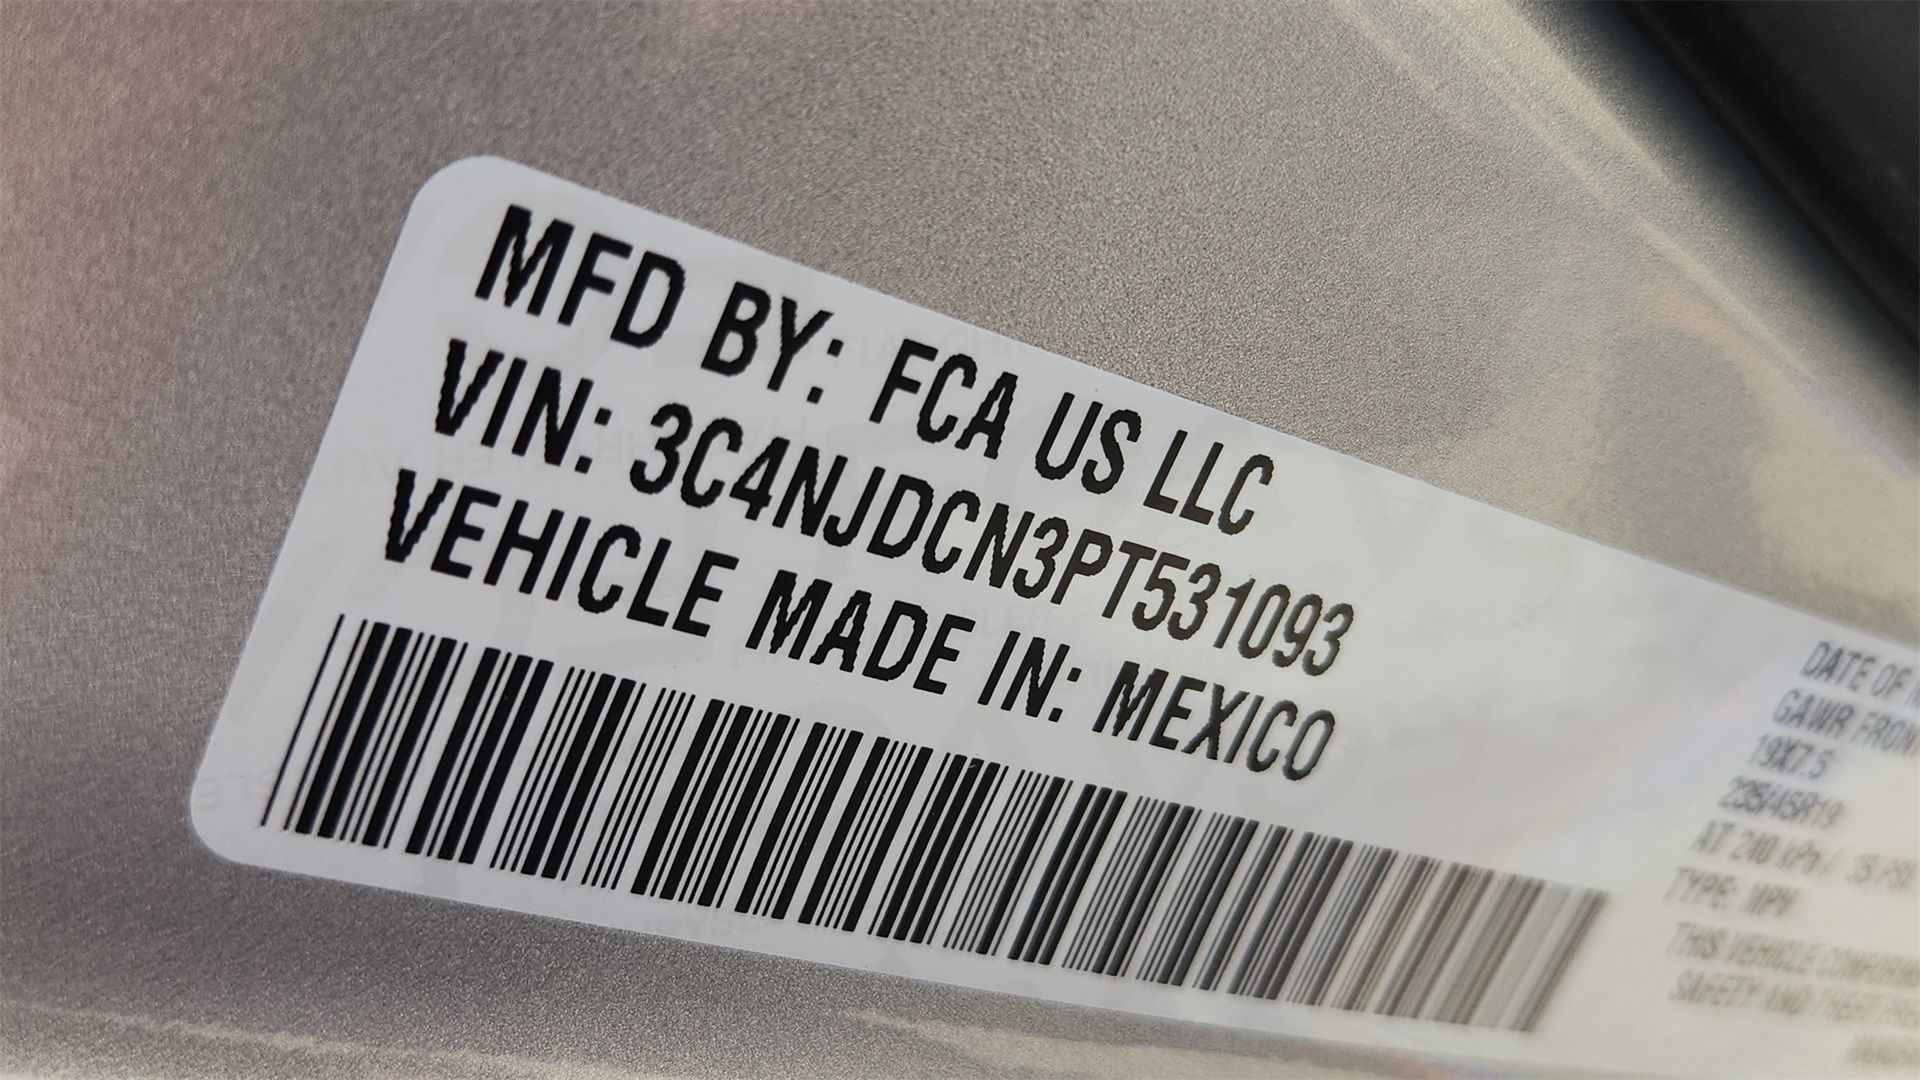 MFD BY: FCA US LLC
VIN: 3C4NJDCN3PT531093
VEHICLE MADE IN: MEXICO
DATE OF
GAWR FRONT
19X7.5
235/45R19
AT 240 kPa / 35 PSI
TYPE: MPV
THIS VEHICLE
SAFETY AND THEFT